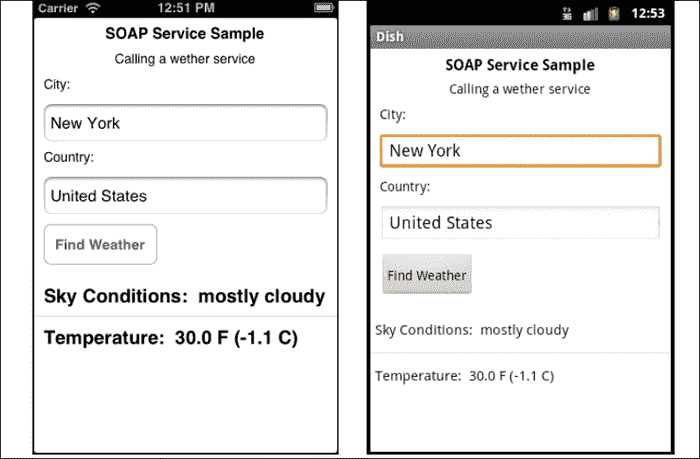 Carrier 12:51 PM
SOAP Service Sample
Calling a wether service
City:
New York
Country:
United States
Find Weather
Sky Conditions: mostly cloudy
Temperature: 30.0 F (-1.1 C)
3G 12:53
Dish
SOAP Service Sample
Calling a wether service
City:
New York
Country:
United States
Find Weather
Sky Conditions: mostly cloudy
Temperature: 30.0 F (-1.1 C)